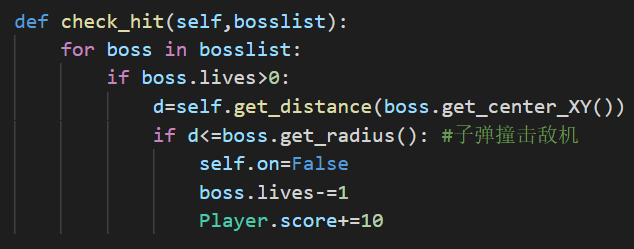 def check_hit(self,bosslist):
    for boss in bosslist:
        if boss.lives>0:
            d=self.get_distance(boss.get_center_XY())
            if d<=boss.get_radius(): #子弹撞击敌机
                self.on=False
                boss.lives-=1
                Player.score+=10